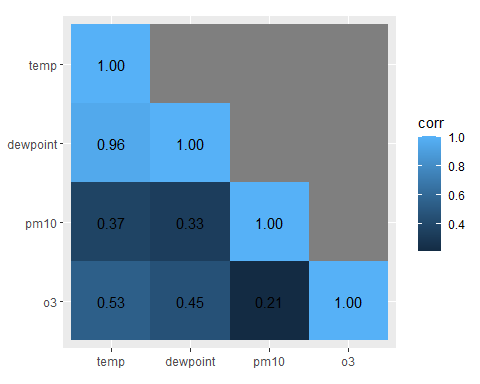 temp 1.00
corr
dewpoint 0.96 1.00 1.0
0.8
0.6
pm10 0.37 0.33 1.00 0.4
o3 0.53 0.45 0.21 1.00
temp dewpoint pm10 o3